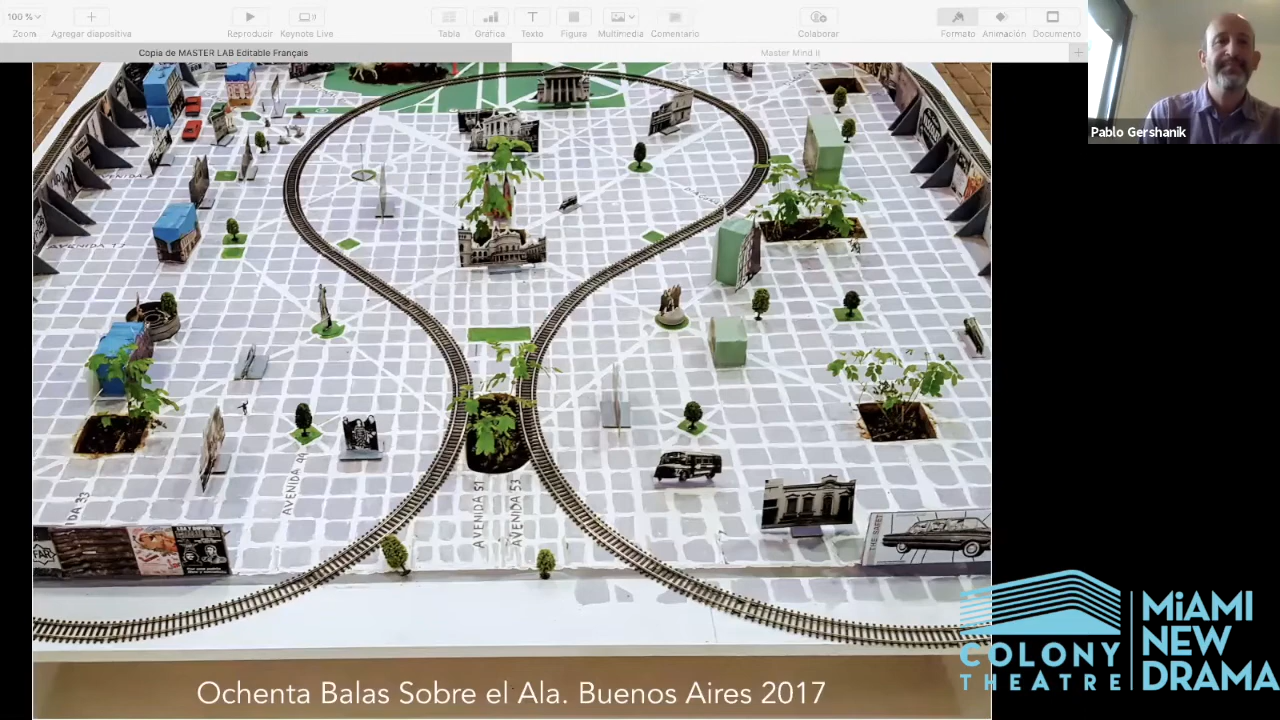 100 %
Zoom
Agregar diapositiva
Reproducir
Keynote Live
Tabla
Gráfica
Texto
Figura
Multimedia
Comentario
Colaborar
Formato
Animación
Documento
Copia de MASTER LAB Editable Français
Master Mind II
Pablo Gershanik
AVENIDA
AVENIDA 13
AVENIDA 44
AVENIDA 51
AVENIDA 53
Ochenta Balas Sobre el Ala. Buenos Aires 2017
COLONY
THEATRE
MiAMI
NEW
DRAMA